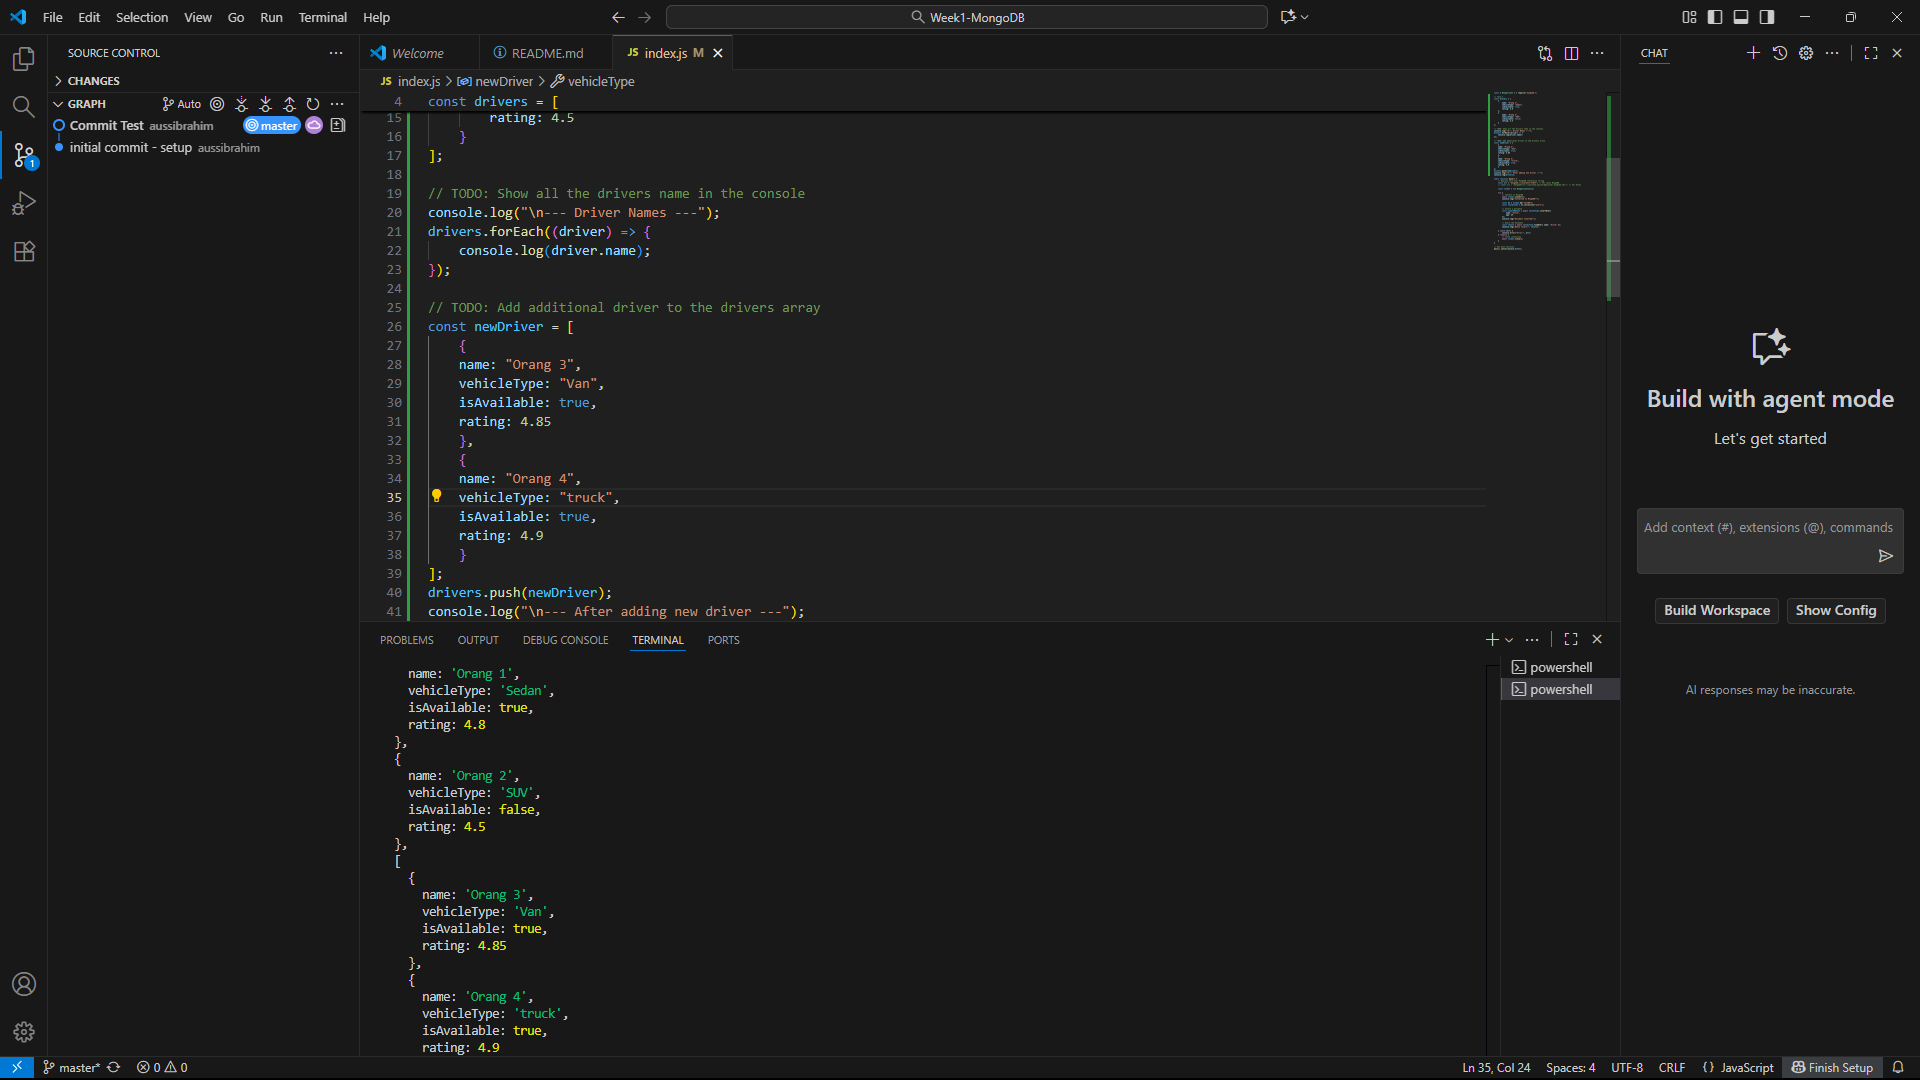 File Edit Selection View Go Run Terminal Help
Week1-MongoDB
SOURCE CONTROL
CHANGES
GRAPH Auto
Commit Test aussibrahim master
initial commit - setup aussibrahim
1
Welcome README.md JS index.js M
JS index.js > newDriver > vehicleType
4 const drivers = [
15 rating: 4.5
16 }
17 ];
18
19 // TODO: Show all the drivers name in the console
20 console.log("\n--- Driver Names ---");
21 drivers.forEach((driver) => {
22 console.log(driver.name);
23 });
24
25 // TODO: Add additional driver to the drivers array
26 const newDriver = [
27 {
28 name: "Orang 3",
29 vehicleType: "Van",
30 isAvailable: true,
31 rating: 4.85
32 },
33 {
34 name: "Orang 4",
35 vehicleType: "truck",
36 isAvailable: true,
37 rating: 4.9
38 }
39 ];
40 drivers.push(newDriver);
41 console.log("\n--- After adding new driver ---");
PROBLEMS OUTPUT DEBUG CONSOLE TERMINAL PORTS
name: 'Orang 1',
vehicleType: 'Sedan',
isAvailable: true,
rating: 4.8
},
{
name: 'Orang 2',
vehicleType: 'SUV',
isAvailable: false,
rating: 4.5
},
[
{
name: 'Orang 3',
vehicleType: 'Van',
isAvailable: true,
rating: 4.85
},
{
name: 'Orang 4',
vehicleType: 'truck',
isAvailable: true,
rating: 4.9
powershell
powershell
CHAT
Build with agent mode
Let's get started
Add context (#), extensions (@), commands
Build Workspace Show Config
AI responses may be inaccurate.
master* 0 0
Ln 35, Col 24 Spaces: 4 UTF-8 CRLF {} JavaScript Finish Setup